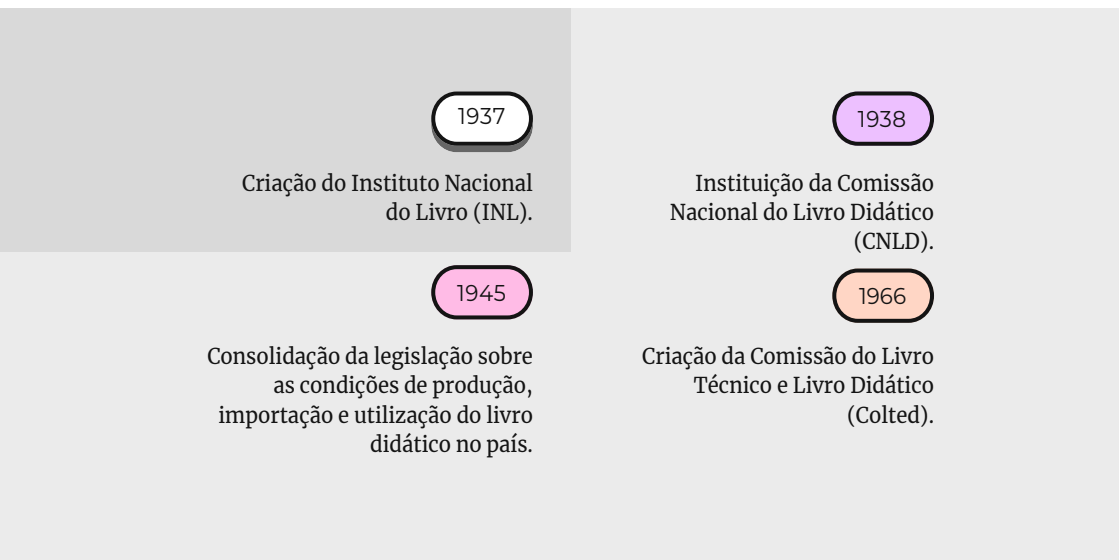 1937
Criação do Instituto Nacional
do Livro (INL).
1938
Instituição da Comissão
Nacional do Livro Didático
(CNLD).
1945
Consolidação da legislação sobre
as condições de produção,
importação e utilização do livro
didático no país.
1966
Criação da Comissão do Livro
Técnico e Livro Didático
(Colted).